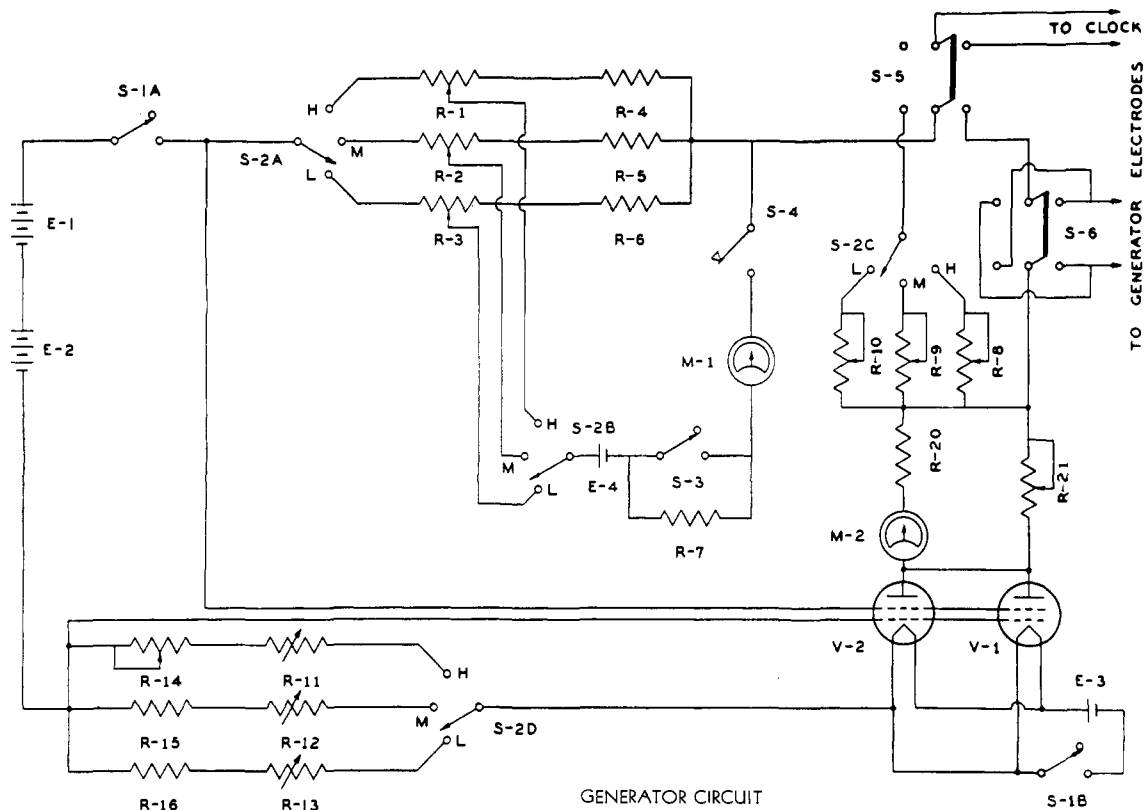 TO CLOCK
S-5
S-1A
H
R-1
R-4
S-2A
M
R-2
R-5
L
R-3
R-6
S-4
TO GENERATOR ELECTRODES
S-6
E-1
S-2C
L
M
H
E-2
R-10
R-9
R-8
M-1
H
S-2B
M
L
E-4
S-3
R-7
R-20
R-21
M-2
V-2
V-1
R-14
R-11
H
E-3
M
S-2D
R-15
R-12
L
R-16
R-13
S-1B
GENERATOR CIRCUIT